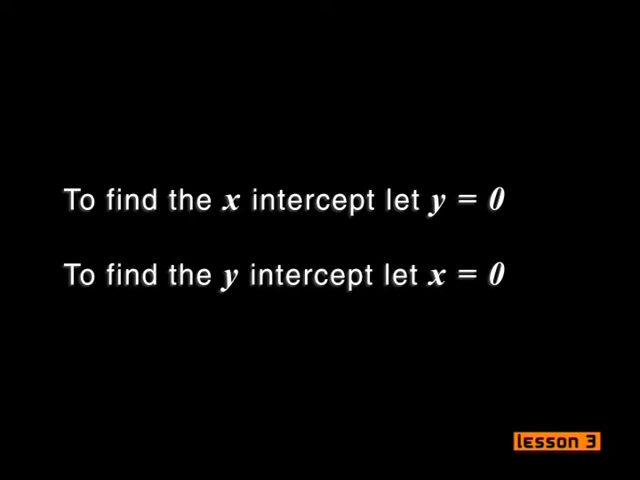 To find the x intercept let y = 0
To find the y intercept let x = 0
lesson 3